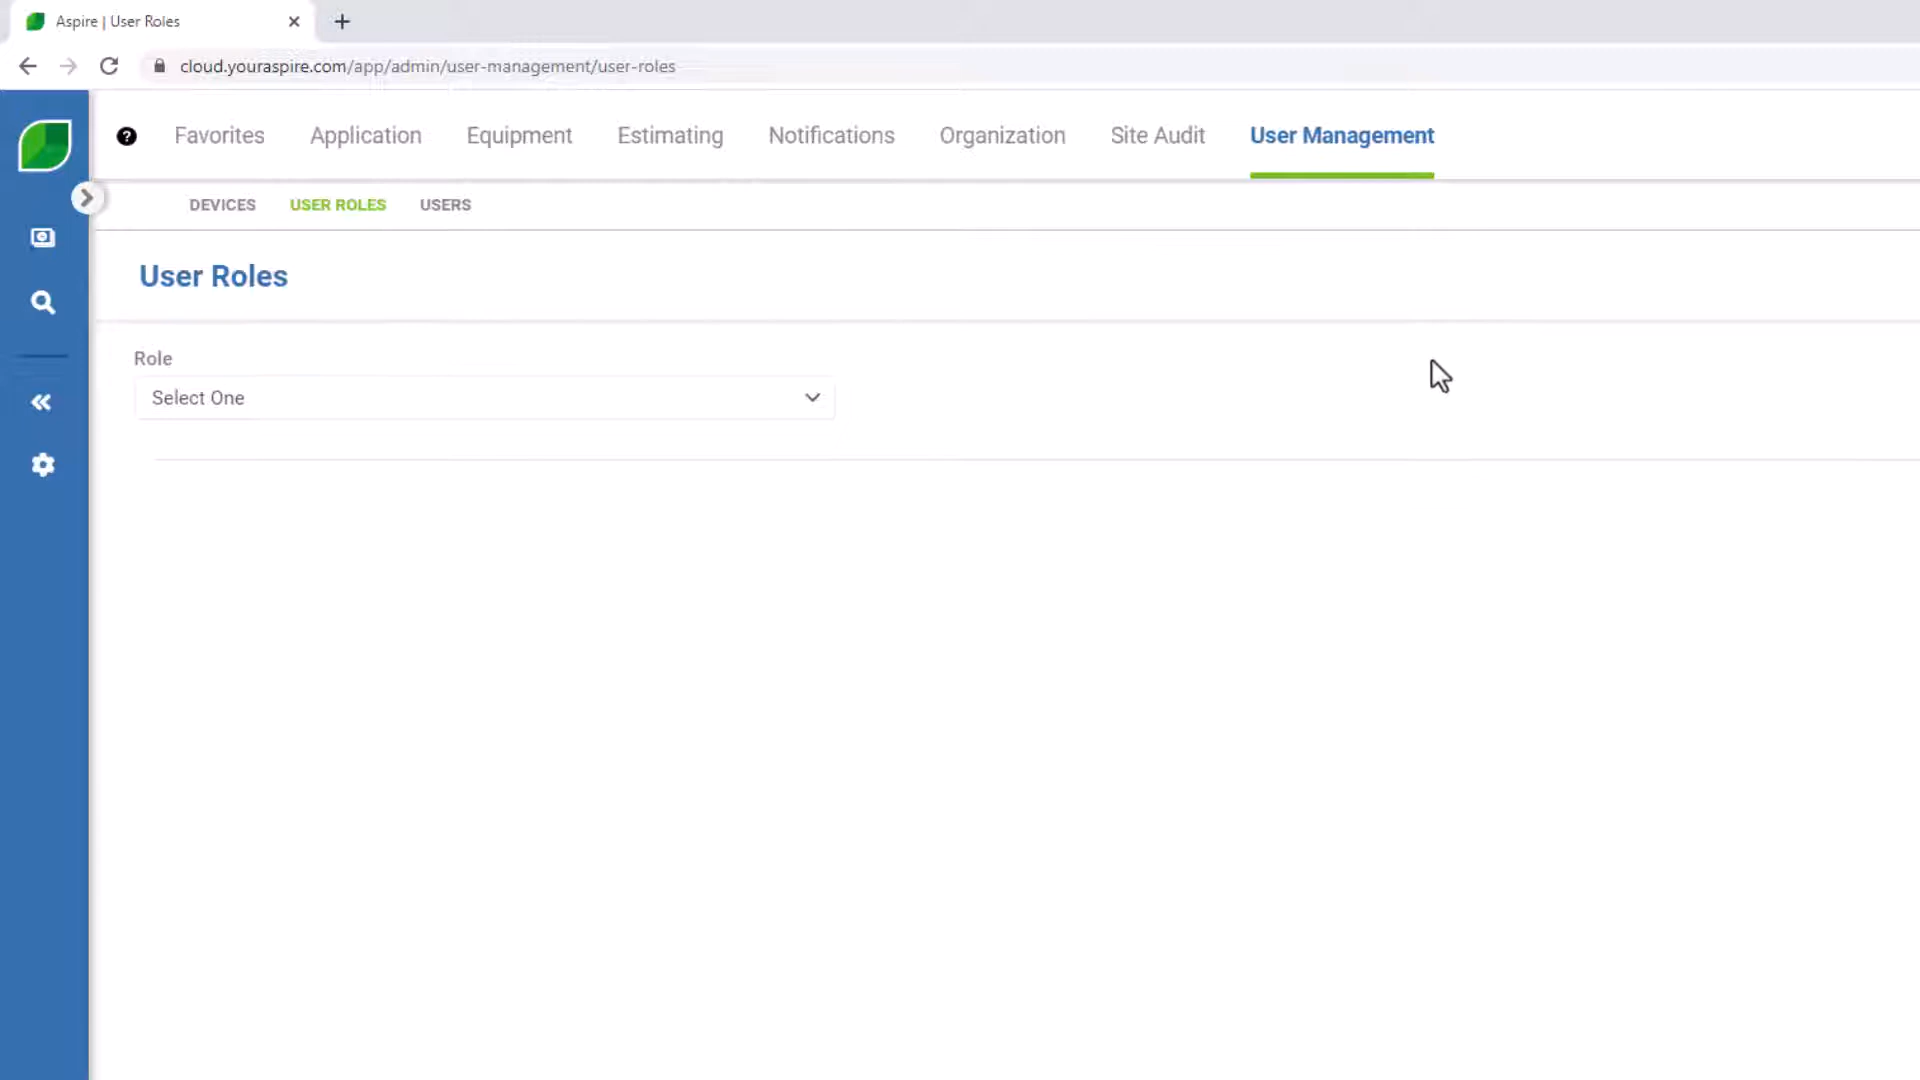 Aspire | User Roles
cloud.youraspire.com/app/admin/user-management/user-roles
? Favorites Application Equipment Estimating Notifications Organization Site Audit User Management
DEVICES USER ROLES USERS
User Roles
Role
Select One